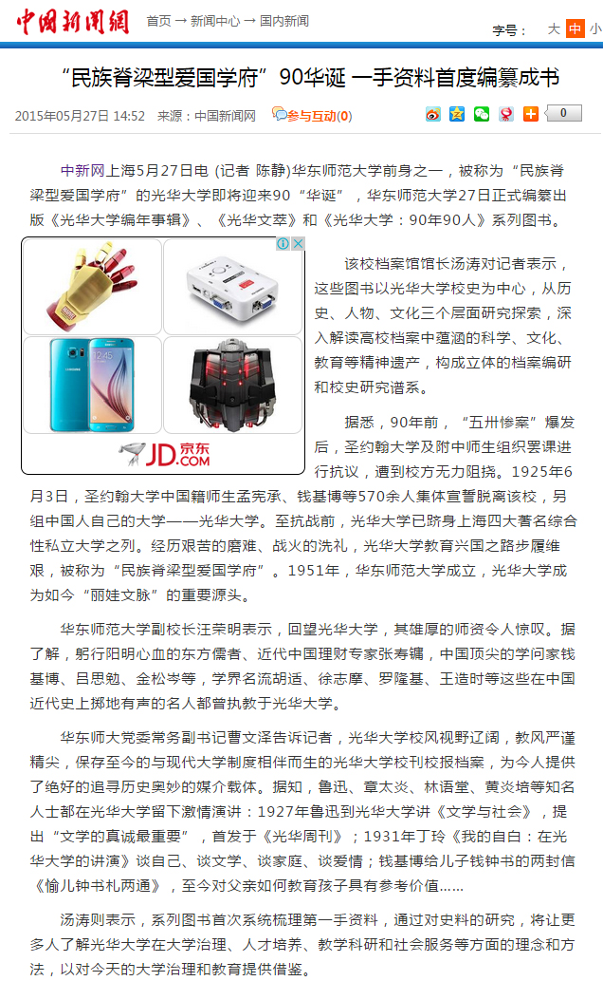 中國新聞網
首页 → 新闻中心 → 国内新闻
字号： 大 中 小
“民族脊梁型爱国学府”90华诞 一手资料首度编纂成书
2015年05月27日 14:52 来源：中国新闻网 参与互动(0) 0
中新网上海5月27日电 (记者 陈静)华东师范大学前身之一，被称为“民族脊
梁型爱国学府”的光华大学即将迎来90“华诞”，华东师范大学27日正式编纂出
版《光华大学编年事辑》、《光华文萃》和《光华大学：90年90人》系列图书。
JD.COM 京东
该校档案馆馆长汤涛对记者表示，
这些图书以光华大学校史为中心，从历
史、人物、文化三个层面研究探索，深
入解读高校档案中蕴涵的科学、文化、
教育等精神遗产，构成立体的档案编研
和校史研究谱系。
据悉，90年前，“五卅惨案”爆发
后，圣约翰大学及附中师生组织罢课进
行抗议，遭到校方无力阻挠。1925年6
月3日，圣约翰大学中国籍师生孟宪承、钱基博等570余人集体宣誓脱离该校，另
组中国人自己的大学——光华大学。至抗战前，光华大学已跻身上海四大著名综合
性私立大学之列。经历艰苦的磨难、战火的洗礼，光华大学教育兴国之路步履维
艰，被称为“民族脊梁型爱国学府”。1951年，华东师范大学成立，光华大学成
为如今“丽娃文脉”的重要源头。
华东师范大学副校长汪荣明表示，回望光华大学，其雄厚的师资令人惊叹。据
了解，躬行阳明心血的东方儒者、近代中国理财专家张寿镛，中国顶尖的学问家钱
基博、吕思勉、金松岑等，学界名流胡适、徐志摩、罗隆基、王造时等这些在中国
近代史上掷地有声的名人都曾执教于光华大学。
华东师大党委常务副书记曹文泽告诉记者，光华大学校风视野辽阔，教风严谨
精尖，保存至今的与现代大学制度相伴而生的光华大学校刊校报档案，为今人提供
了绝好的追寻历史奥妙的媒介载体。据知，鲁迅、章太炎、林语堂、黄炎培等知名
人士都在光华大学留下激情演讲：1927年鲁迅到光华大学讲《文学与社会》，提
出“文学的真诚最重要”，首发于《光华周刊》；1931年丁玲《我的自白：在光
华大学的讲演》谈自己、谈文学、谈家庭、谈爱情；钱基博给儿子钱钟书的两封信
《愉儿钟书札两通》，至今对父亲如何教育孩子具有参考价值……
汤涛则表示，系列图书首次系统梳理第一手资料，通过对史料的研究，将让更
多人了解光华大学在大学治理、人才培养、教学科研和社会服务等方面的理念和方
法，以对今天的大学治理和教育提供借鉴。